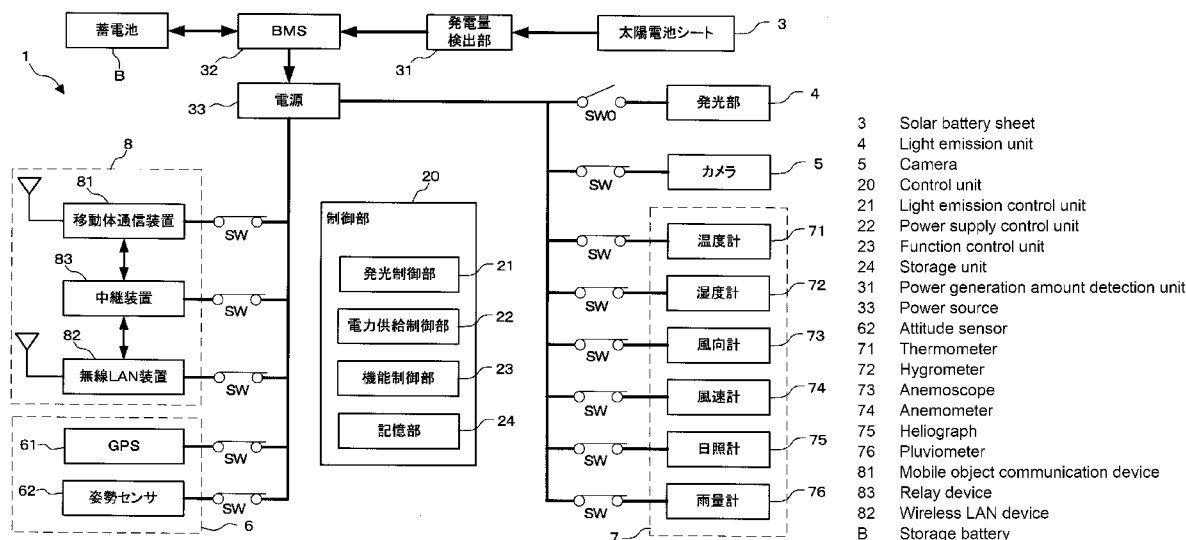 蓄電池
B
BMS
32
発電量
検出部
31
太陽電池シート
3
1
33
電源
SW0
発光部
4
SW
カメラ
5
8
81
移動体通信装置
SW
83
中継装置
SW
82
無線LAN装置
SW
61
GPS
SW
62
姿勢センサ
SW
6
20
制御部
発光制御部
21
電力供給制御部
22
機能制御部
23
記憶部
24
SW
温度計
71
SW
湿度計
72
SW
風向計
73
SW
風速計
74
SW
日照計
75
SW
雨量計
76
7
3 Solar battery sheet
4 Light emission unit
5 Camera
20 Control unit
21 Light emission control unit
22 Power supply control unit
23 Function control unit
24 Storage unit
31 Power generation amount detection unit
33 Power source
62 Attitude sensor
71 Thermometer
72 Hygrometer
73 Anemoscope
74 Anemometer
75 Heliograph
76 Pluviometer
81 Mobile object communication device
83 Relay device
82 Wireless LAN device
B Storage battery